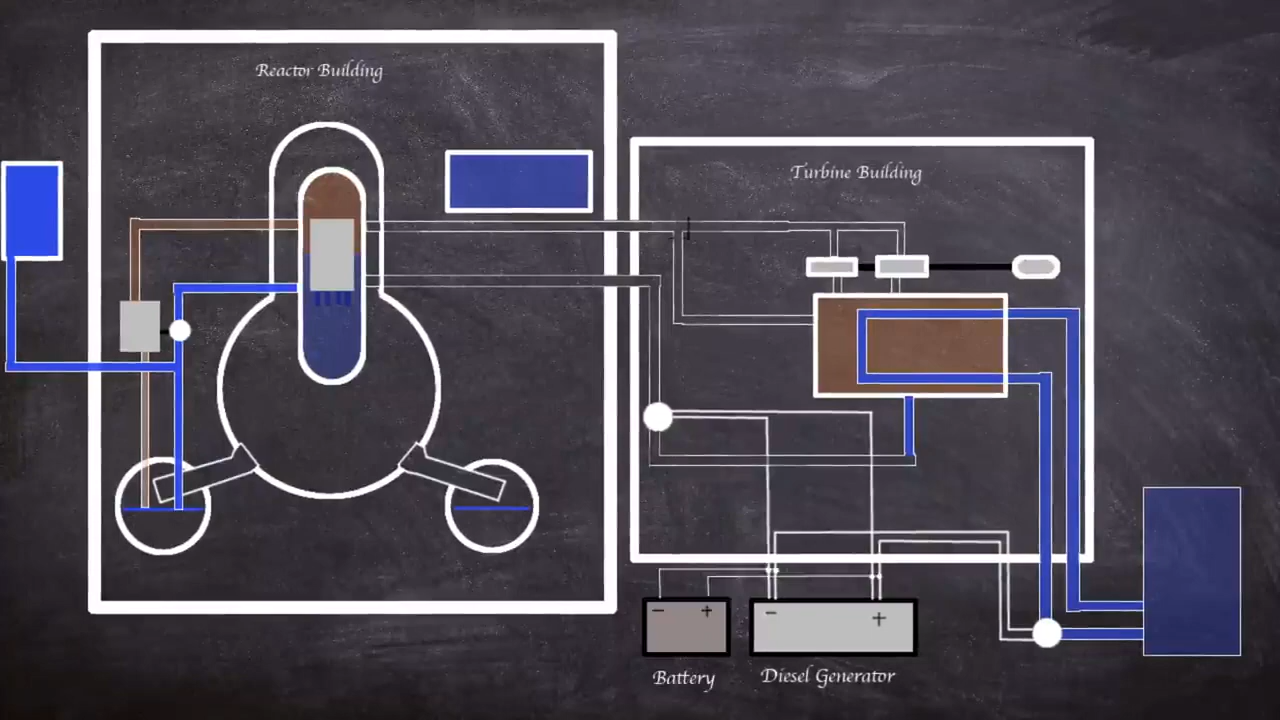 Reactor Building
Turbine Building
- +
- +
Battery
Diesel Generator